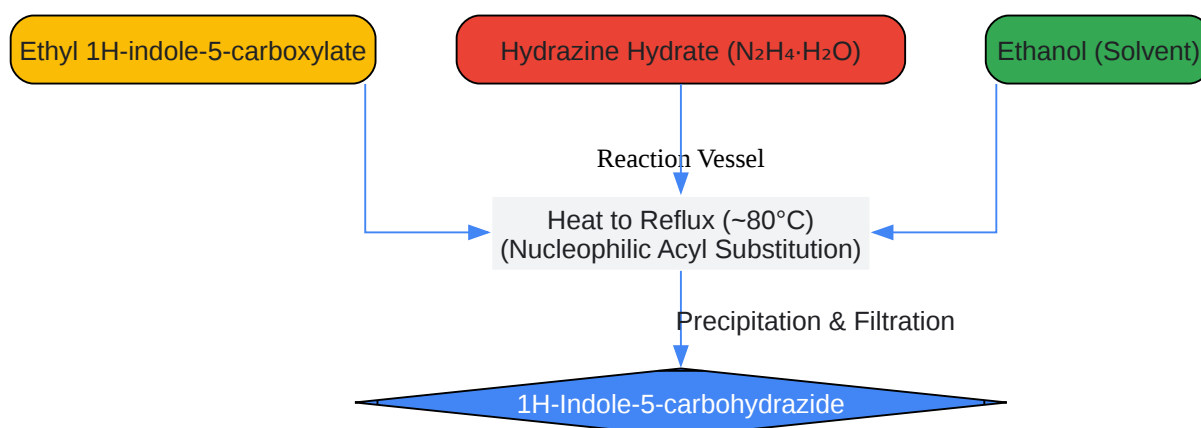 Ethyl 1H-indole-5-carboxylate
Hydrazine Hydrate (N₂H₄·H₂O)
Ethanol (Solvent)
Reaction Vessel
Heat to Reflux (~80°C)
(Nucleophilic Acyl Substitution)
Precipitation & Filtration
1H-Indole-5-carbohydrazide